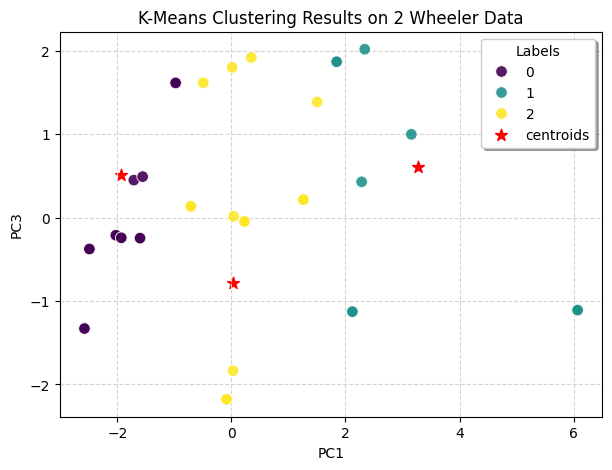 K-Means Clustering Results on 2 Wheeler Data
Labels
0
1
2
centroids
PC3
2
1
0
−1
−2
−2
0
2
4
6
PC1